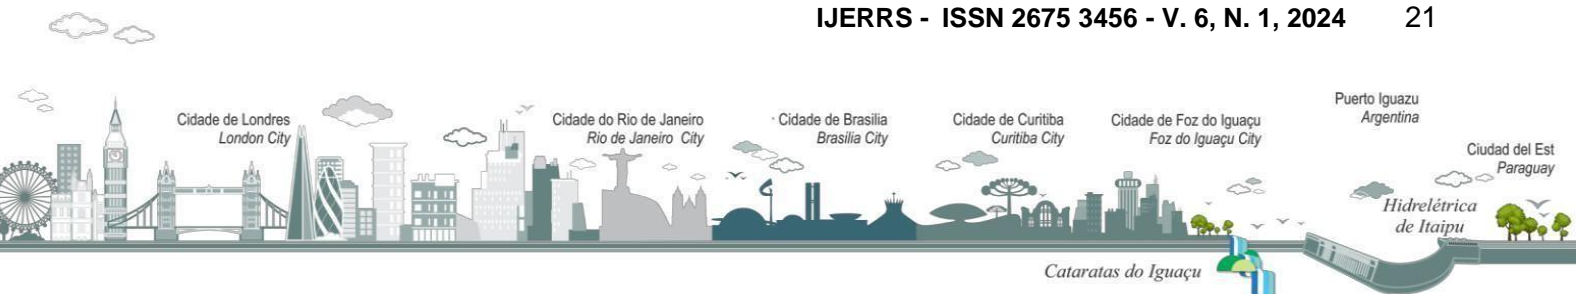 IJERRS - ISSN 2675 3456 - V. 6, N. 1, 2024 21
Cidade de Londres
London City
Cidade do Rio de Janeiro
Rio de Janeiro City
Cidade de Brasilia
Brasilia City
Cidade de Curitiba
Curitiba City
Cidade de Foz do Iguaçu
Foz do Iguaçu City
Puerto Iguazu
Argentina
Ciudad del Est
Paraguay
Hidrelétrica
de Itaipu
Cataratas do Iguaçu